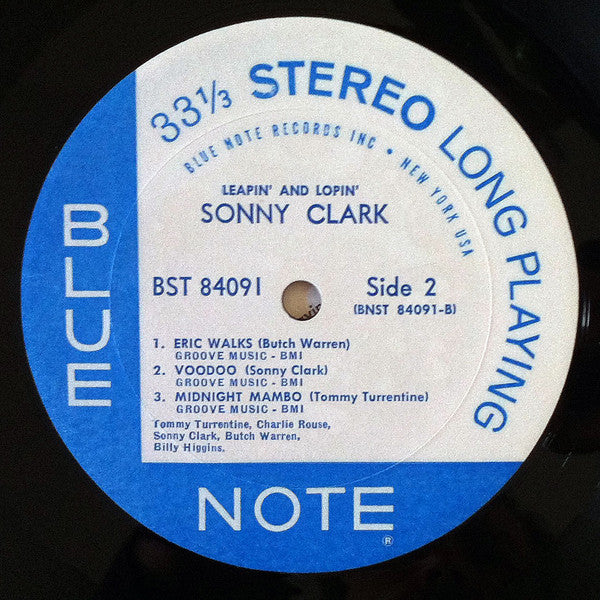 33⅓ STEREO LONG PLAYING
BLUE NOTE RECORDS INC • NEW YORK USA
LEAPIN' AND LOPIN'
SONNY CLARK
BST 84091 Side 2
(BNST 84091-B)
1. ERIC WALKS (Butch Warren)
GROOVE MUSIC - BMI
2. VOODOO (Sonny Clark)
GROOVE MUSIC - BMI
3. MIDNIGHT MAMBO (Tommy Turrentine)
GROOVE MUSIC - BMI
Tommy Turrentine, Charlie Rouse,
Sonny Clark, Butch Warren,
Billy Higgins.
BLUE
NOTE
®